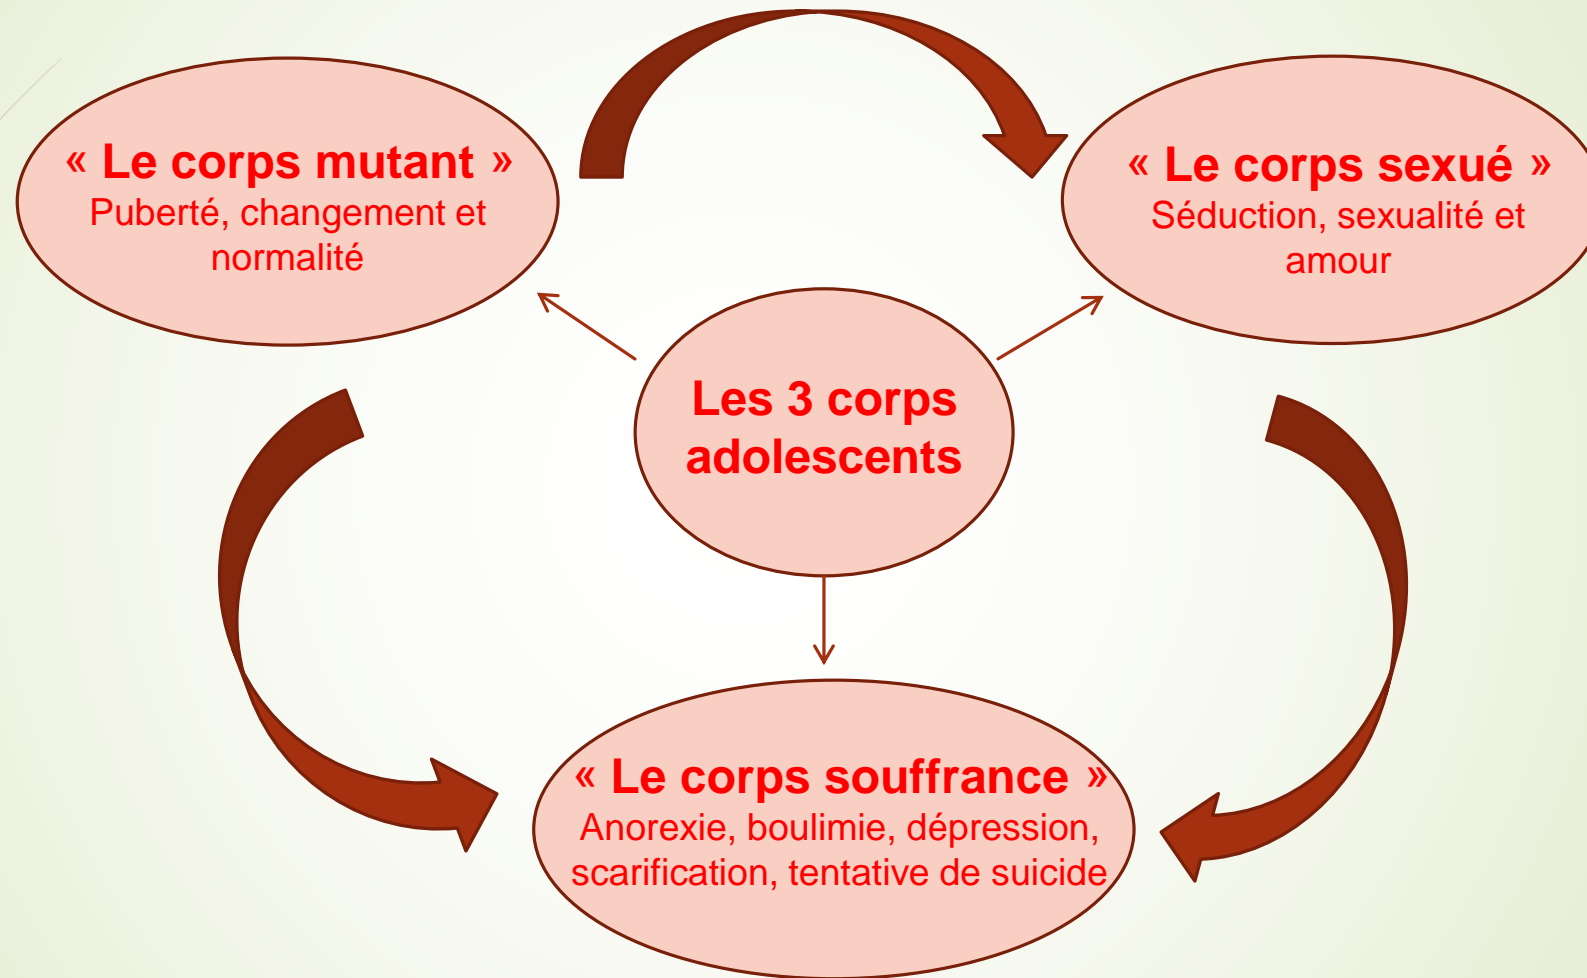 « Le corps mutant »
Puberté, changement et
normalité
« Le corps sexué »
Séduction, sexualité et
amour
Les 3 corps
adolescents
« Le corps souffrance »
Anorexie, boulimie, dépression,
scarification, tentative de suicide